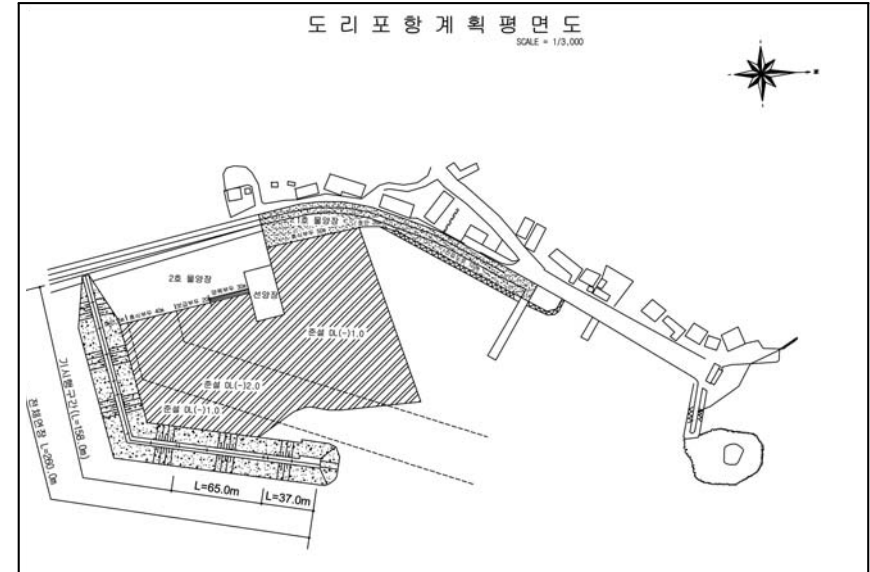 도 리 포 항 계 획 평 면 도
SCALE = 1/3,000
1호 물양장
2호 물양장
선양장
준설 DL(-)1.0
준설 DL(-)2.0
준설 DL(-)1.0
기시행구간(L=158.0m)
전체연장 L=260.0m
L=65.0m
L=37.0m